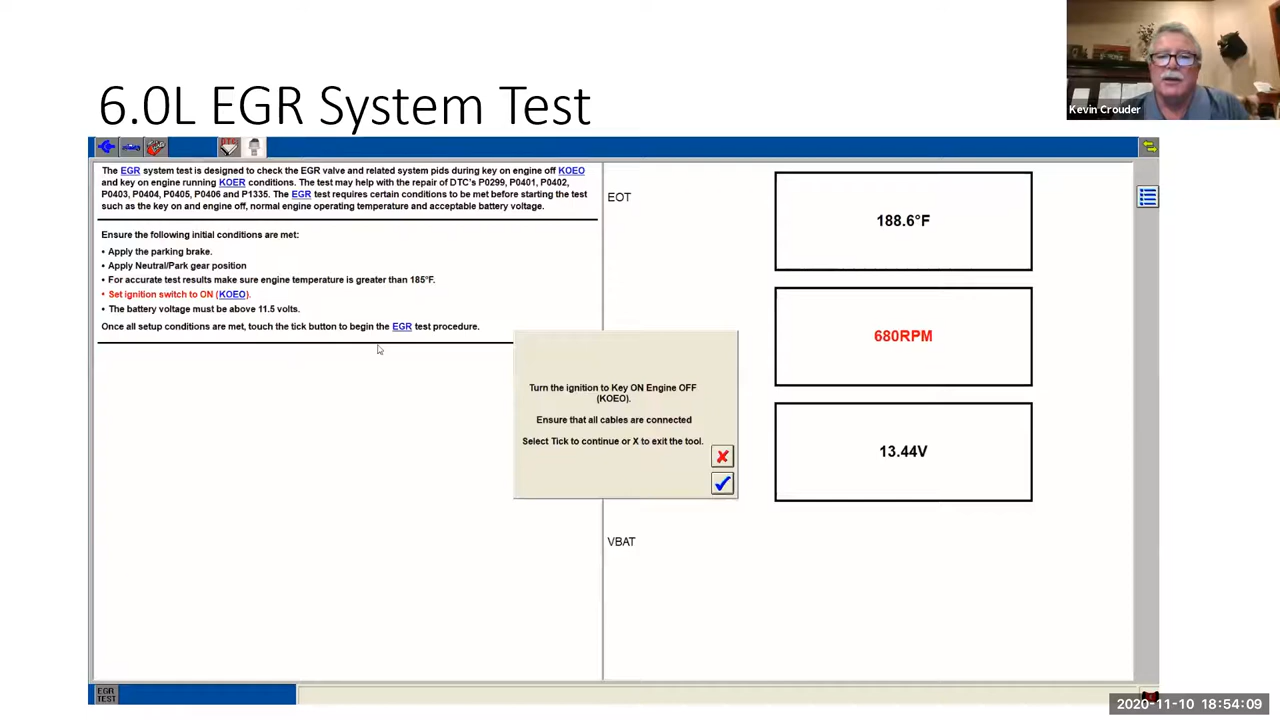 6.0L EGR System Test
Kevin Crouder
DTC
The EGR system test is designed to check the EGR valve and related system pids during key on engine off KOEO
and key on engine running KOER conditions. The test may help with the repair of DTC's P0299, P0401, P0402,
P0403, P0404, P0405, P0406 and P1335. The EGR test requires certain conditions to be met before starting the test
such as the key on and engine off, normal engine operating temperature and acceptable battery voltage.
Ensure the following initial conditions are met:
• Apply the parking brake.
• Apply Neutral/Park gear position
• For accurate test results make sure engine temperature is greater than 185°F.
• Set ignition switch to ON (KOEO).
• The battery voltage must be above 11.5 volts.
Once all setup conditions are met, touch the tick button to begin the EGR test procedure.
EOT
188.6°F
680RPM
13.44V
VBAT
Turn the ignition to Key ON Engine OFF
(KOEO).
Ensure that all cables are connected
Select Tick to continue or X to exit the tool.
EGR
TEST
2020-11-10 18:54:09